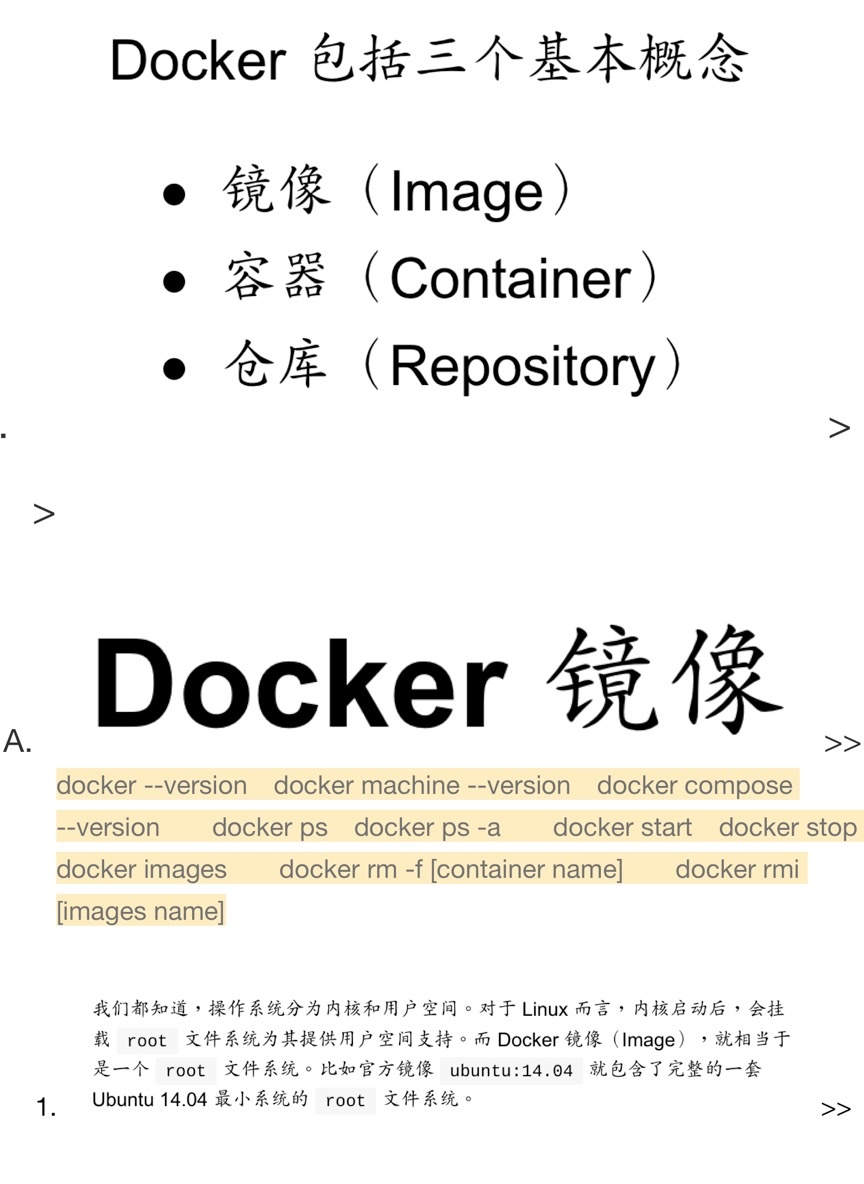 Docker 包括三个基本概念
● 镜像（Image）
● 容器（Container）
● 仓库（Repository）
. >
>
A. Docker 镜像 >>
docker --version docker machine --version docker compose
--version docker ps docker ps -a docker start docker stop
docker images docker rm -f [container name] docker rmi
[images name]
我们都知道，操作系统分为内核和用户空间。对于 Linux 而言，内核启动后，会挂
载 root 文件系统为其提供用户空间支持。而 Docker 镜像（Image），就相当于
是一个 root 文件系统。比如官方镜像 ubuntu:14.04 就包含了完整的一套
1. Ubuntu 14.04 最小系统的 root 文件系统。 >>